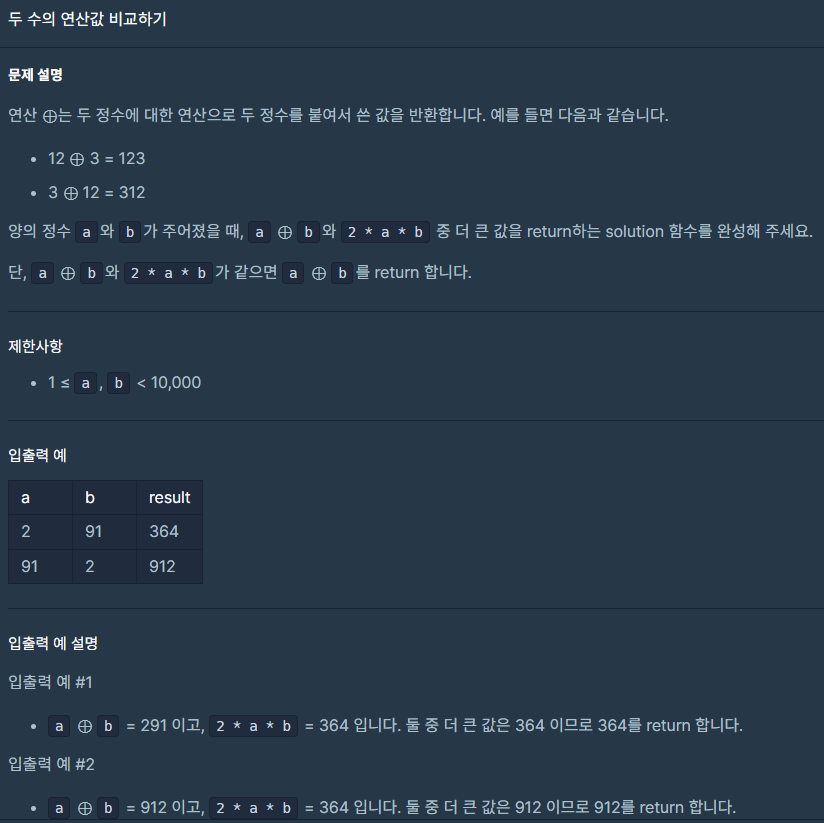 두 수의 연산값 비교하기
문제 설명
연산 ⊕는 두 정수에 대한 연산으로 두 정수를 붙여서 쓴 값을 반환합니다. 예를 들면 다음과 같습니다.
• 12 ⊕ 3 = 123
• 3 ⊕ 12 = 312
양의 정수 a와 b가 주어졌을 때, a ⊕ b와 2 * a * b 중 더 큰 값을 return하는 solution 함수를 완성해 주세요.
단, a ⊕ b와 2 * a * b가 같으면 a ⊕ b를 return 합니다.
제한사항
• 1 ≤ a, b < 10,000
입출력 예
a b result
2 91 364
91 2 912
입출력 예 설명
입출력 예 #1
• a ⊕ b = 291 이고, 2 * a * b = 364 입니다. 둘 중 더 큰 값은 364 이므로 364를 return 합니다.
입출력 예 #2
• a ⊕ b = 912 이고, 2 * a * b = 364 입니다. 둘 중 더 큰 값은 912 이므로 912를 return 합니다.